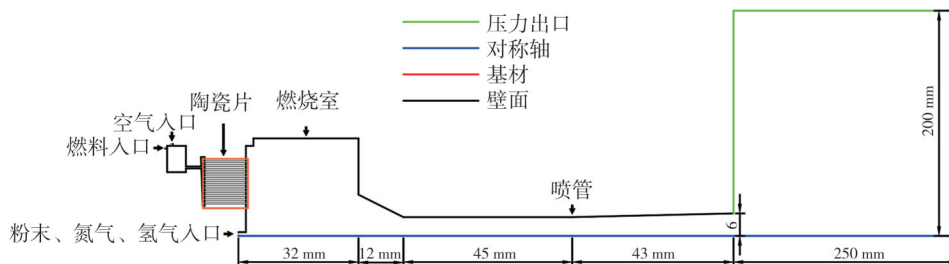 压力出口
对称轴
基材
壁面
陶瓷片
燃烧室
空气入口
燃料入口
喷管
粉末、氮气、氢气入口
200 mm
6
32 mm
12 mm
45 mm
43 mm
250 mm